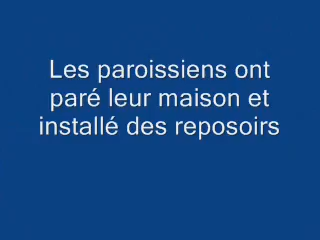 Les paroissiens ont
paré leur maison et
installé des reposoirs